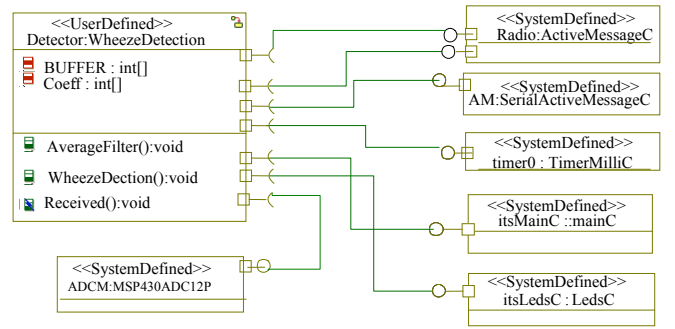 <<UserDefined>>
Detector:WheezeDetection
BUFFER : int[]
Coeff : int[]
AverageFilter():void
WheezeDection():void
Received():void
<<SystemDefined>>
ADCM:MSP430ADC12P
<<SystemDefined>>
Radio:ActiveMessageC
<<SystemDefined>>
AM:SerialActiveMessageC
<<SystemDefined>>
timer0 : TimerMilliC
<<SystemDefined>>
itsMainC ::mainC
<<SystemDefined>>
itsLedsC : LedsC